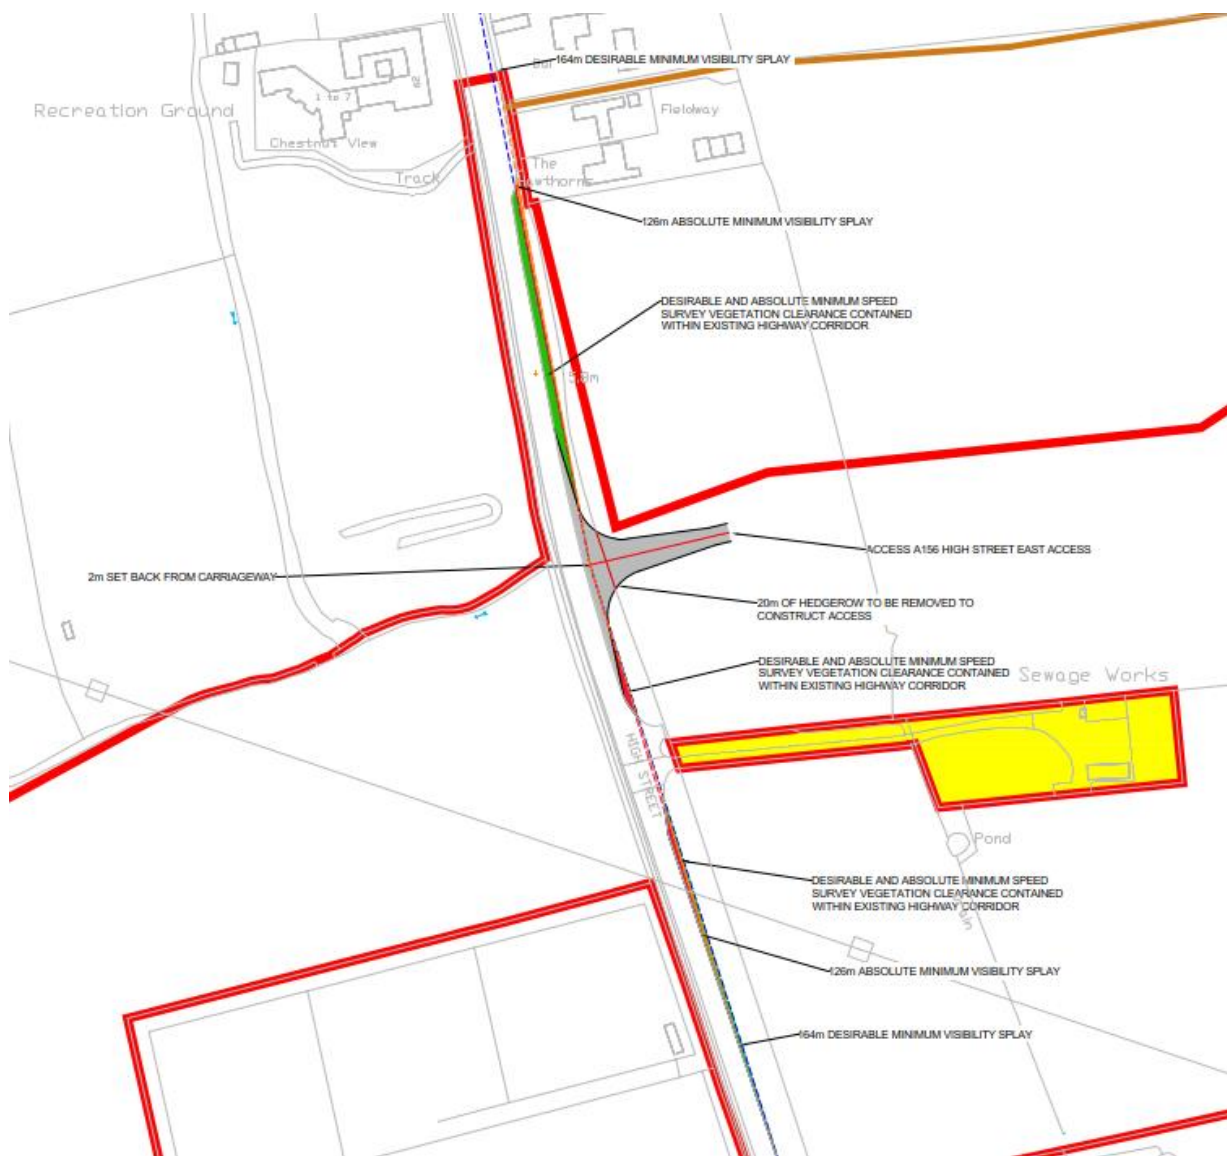 164m DESIRABLE MINIMUM VISIBILITY SPLAY
Recreation Ground
1 to 7
62
Fieldway
Chestnut View
The
Hawthorns
Track
126m ABSOLUTE MINIMUM VISIBILITY SPLAY
DESIRABLE AND ABSOLUTE MINIMUM SPEED
SURVEY VEGETATION CLEARANCE CONTAINED
WITHIN EXISTING HIGHWAY CORRIDOR
ACCESS A156 HIGH STREET EAST ACCESS
2m SET BACK FROM CARRIAGEWAY
20m OF HEDGEROW TO BE REMOVED TO
CONSTRUCT ACCESS
DESIRABLE AND ABSOLUTE MINIMUM SPEED
SURVEY VEGETATION CLEARANCE CONTAINED
WITHIN EXISTING HIGHWAY CORRIDOR
Sewage Works
HIGH STREET
Pond
DESIRABLE AND ABSOLUTE MINIMUM SPEED
SURVEY VEGETATION CLEARANCE CONTAINED
WITHIN EXISTING HIGHWAY CORRIDOR
Drain
126m ABSOLUTE MINIMUM VISIBILITY SPLAY
164m DESIRABLE MINIMUM VISIBILITY SPLAY